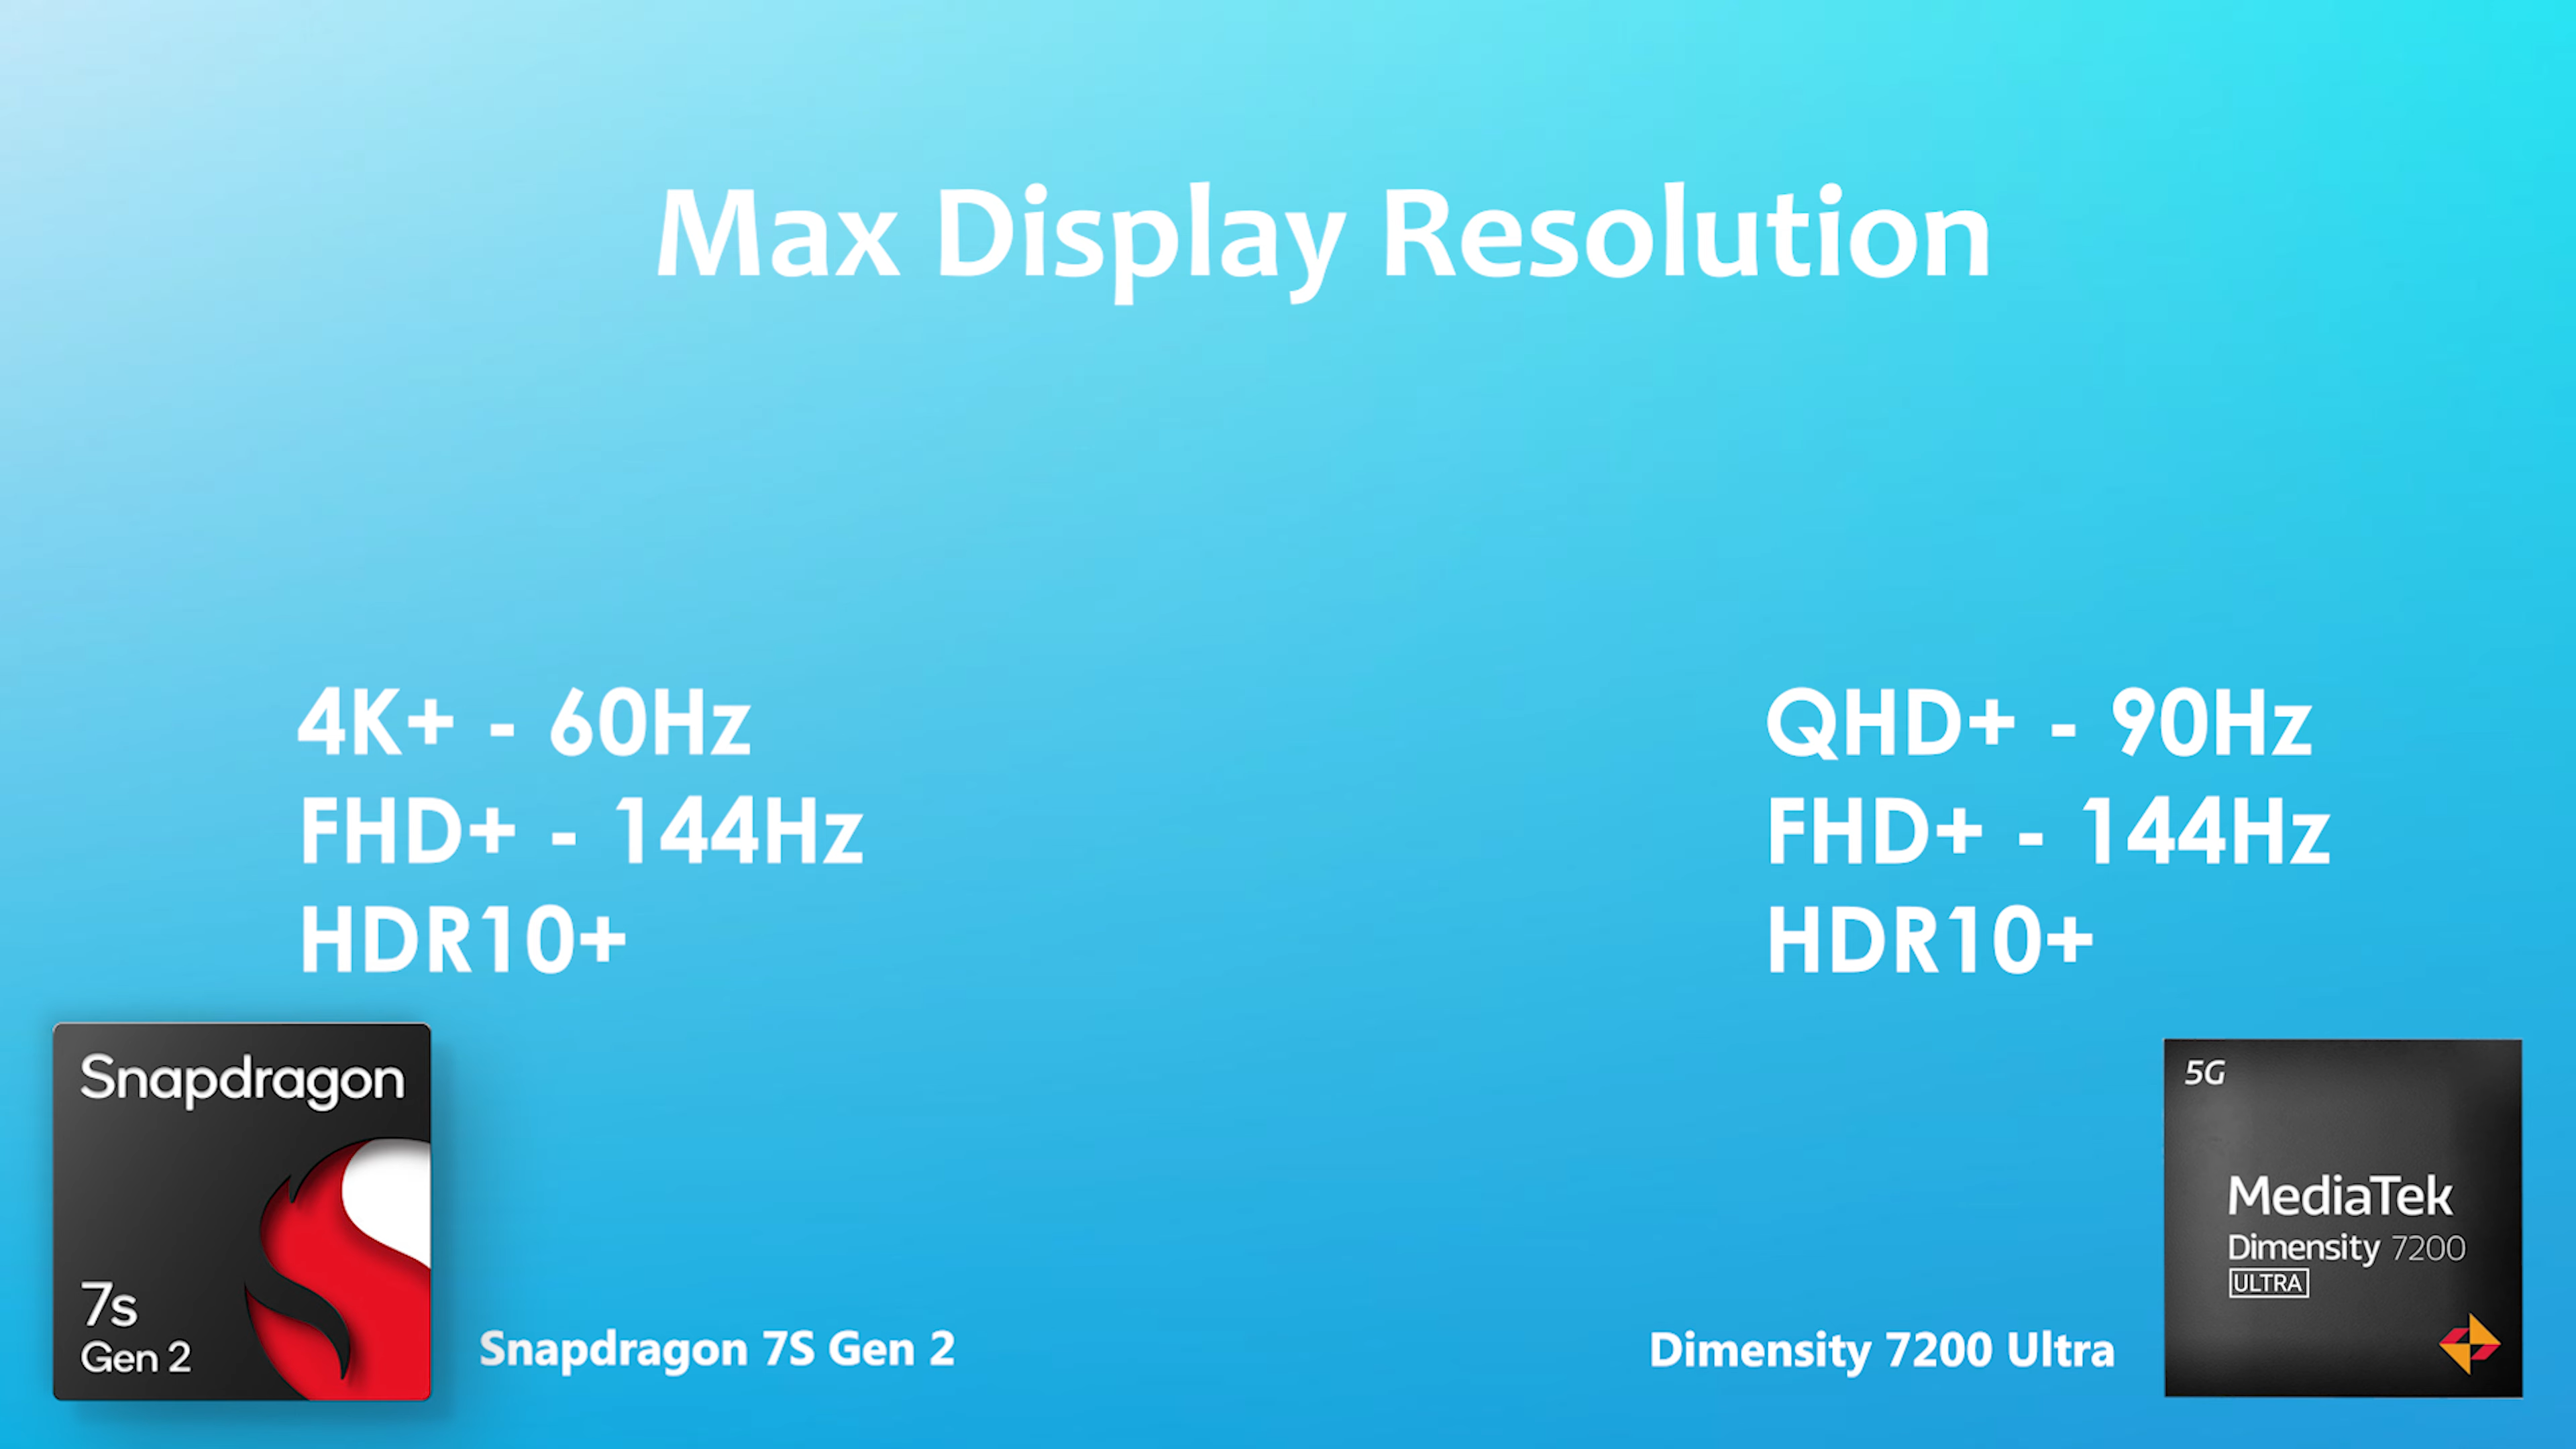 Max Display Resolution
4K+ - 60Hz
FHD+ - 144Hz
HDR10+
QHD+ - 90Hz
FHD+ - 144Hz
HDR10+
Snapdragon
7s
Gen 2
Snapdragon 7S Gen 2
Dimensity 7200 Ultra
5G
MediaTek
Dimensity 7200
ULTRA